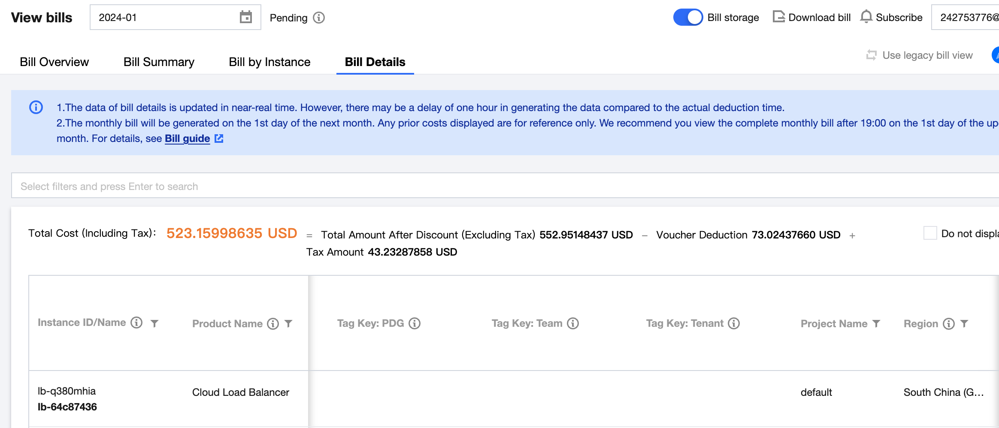 View bills
2024-01
Pending
Bill storage
Download bill
Subscribe
242753776@
Bill Overview
Bill Summary
Bill by Instance
Bill Details
Use legacy bill view
1.The data of bill details is updated in near-real time. However, there may be a delay of one hour in generating the data compared to the actual deduction time.
2.The monthly bill will be generated on the 1st day of the next month. Any prior costs displayed are for reference only. We recommend you view the complete monthly bill after 19:00 on the 1st day of the up
month. For details, see Bill guide
Select filters and press Enter to search
Total Cost (Including Tax): 523.15998635 USD = Total Amount After Discount (Excluding Tax) 552.95148437 USD – Voucher Deduction 73.02437660 USD +
Do not displa
Tax Amount 43.23287858 USD
Instance ID/Name
Product Name
Tag Key: PDG
Tag Key: Team
Tag Key: Tenant
Project Name
Region
lb-q380mhia
lb-64c87436
Cloud Load Balancer
default
South China (G...